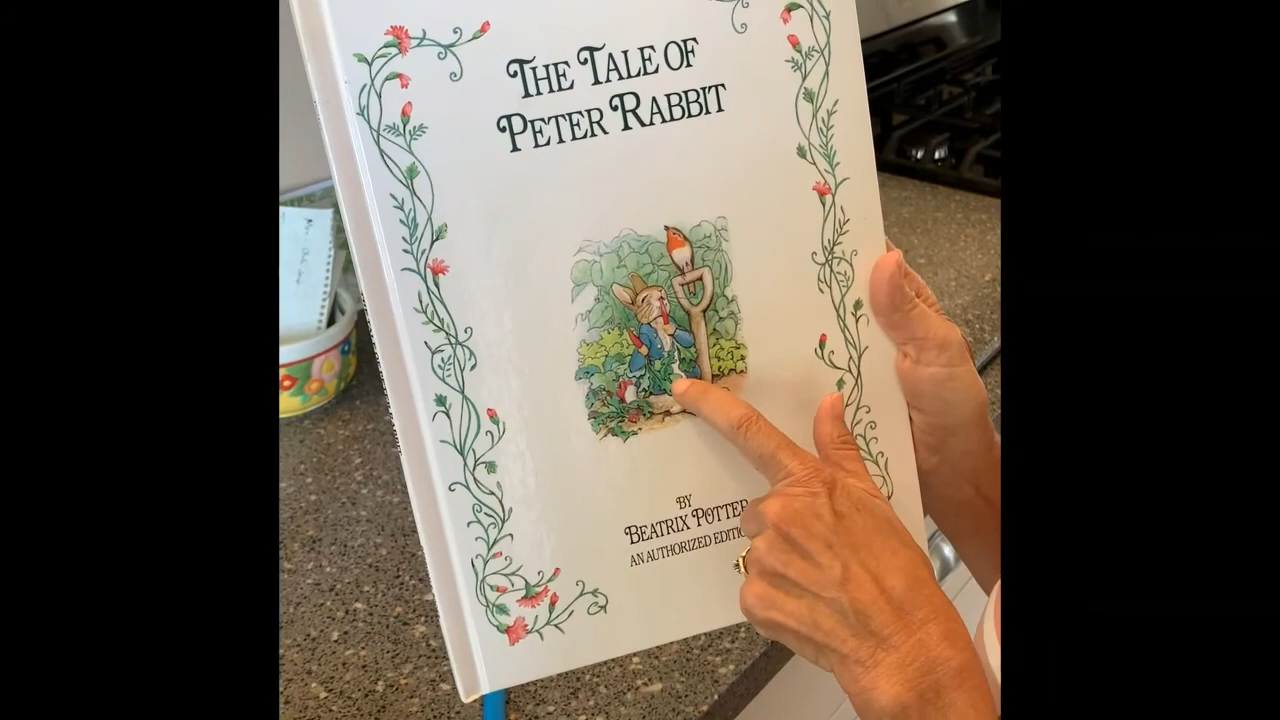 THE TALE OF
PETER RABBIT
BY
BEATRIX POTTER
AN AUTHORIZED